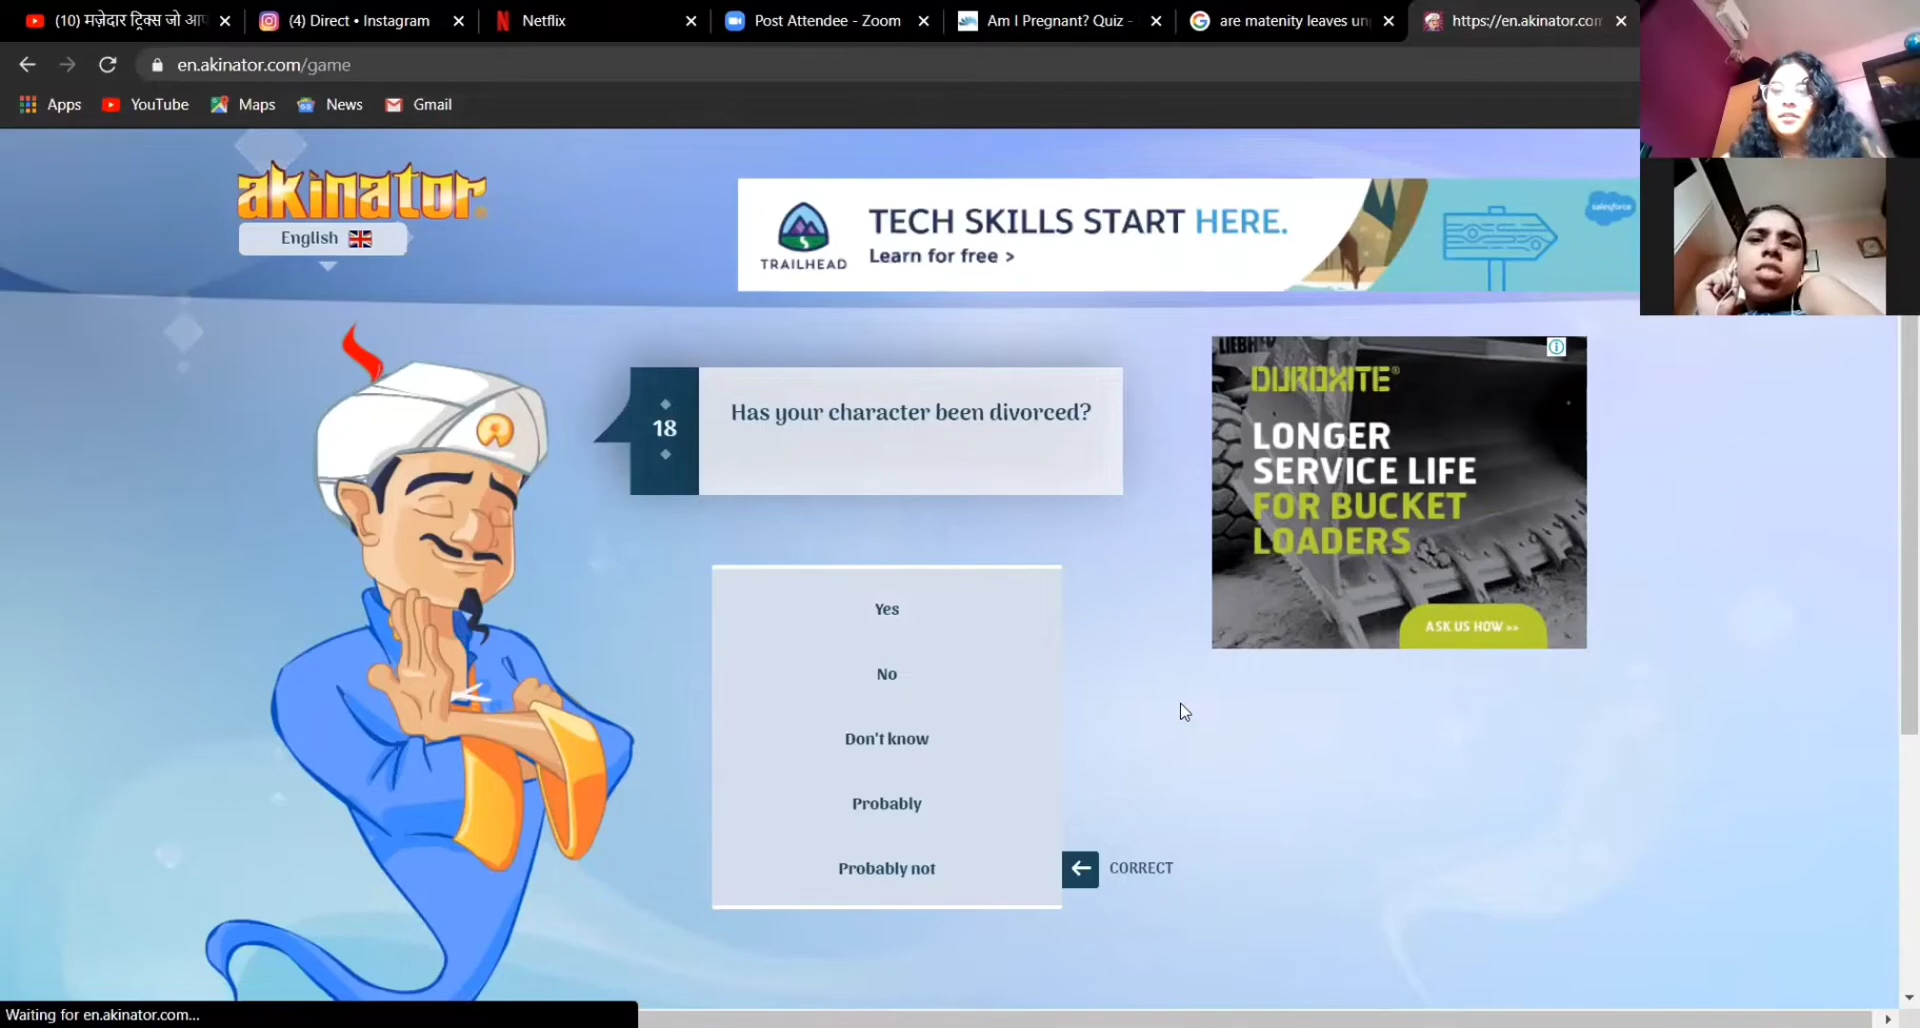 (10) मज़ेदार ट्रिक्स जो आप
(4) Direct • Instagram
Netflix
Post Attendee - Zoom
Am I Pregnant? Quiz -
are matenity leaves un
https://en.akinator.com
en.akinator.com/game
Apps
YouTube
Maps
News
Gmail
akinator
English
TRAILHEAD
TECH SKILLS START HERE.
Learn for free >
salesforce
18
Has your character been divorced?
Yes
No
Don't know
Probably
Probably not
CORRECT
LIEBHER
DUROXITE®
LONGER
SERVICE LIFE
FOR BUCKET
LOADERS
ASK US HOW >>
Waiting for en.akinator.com...